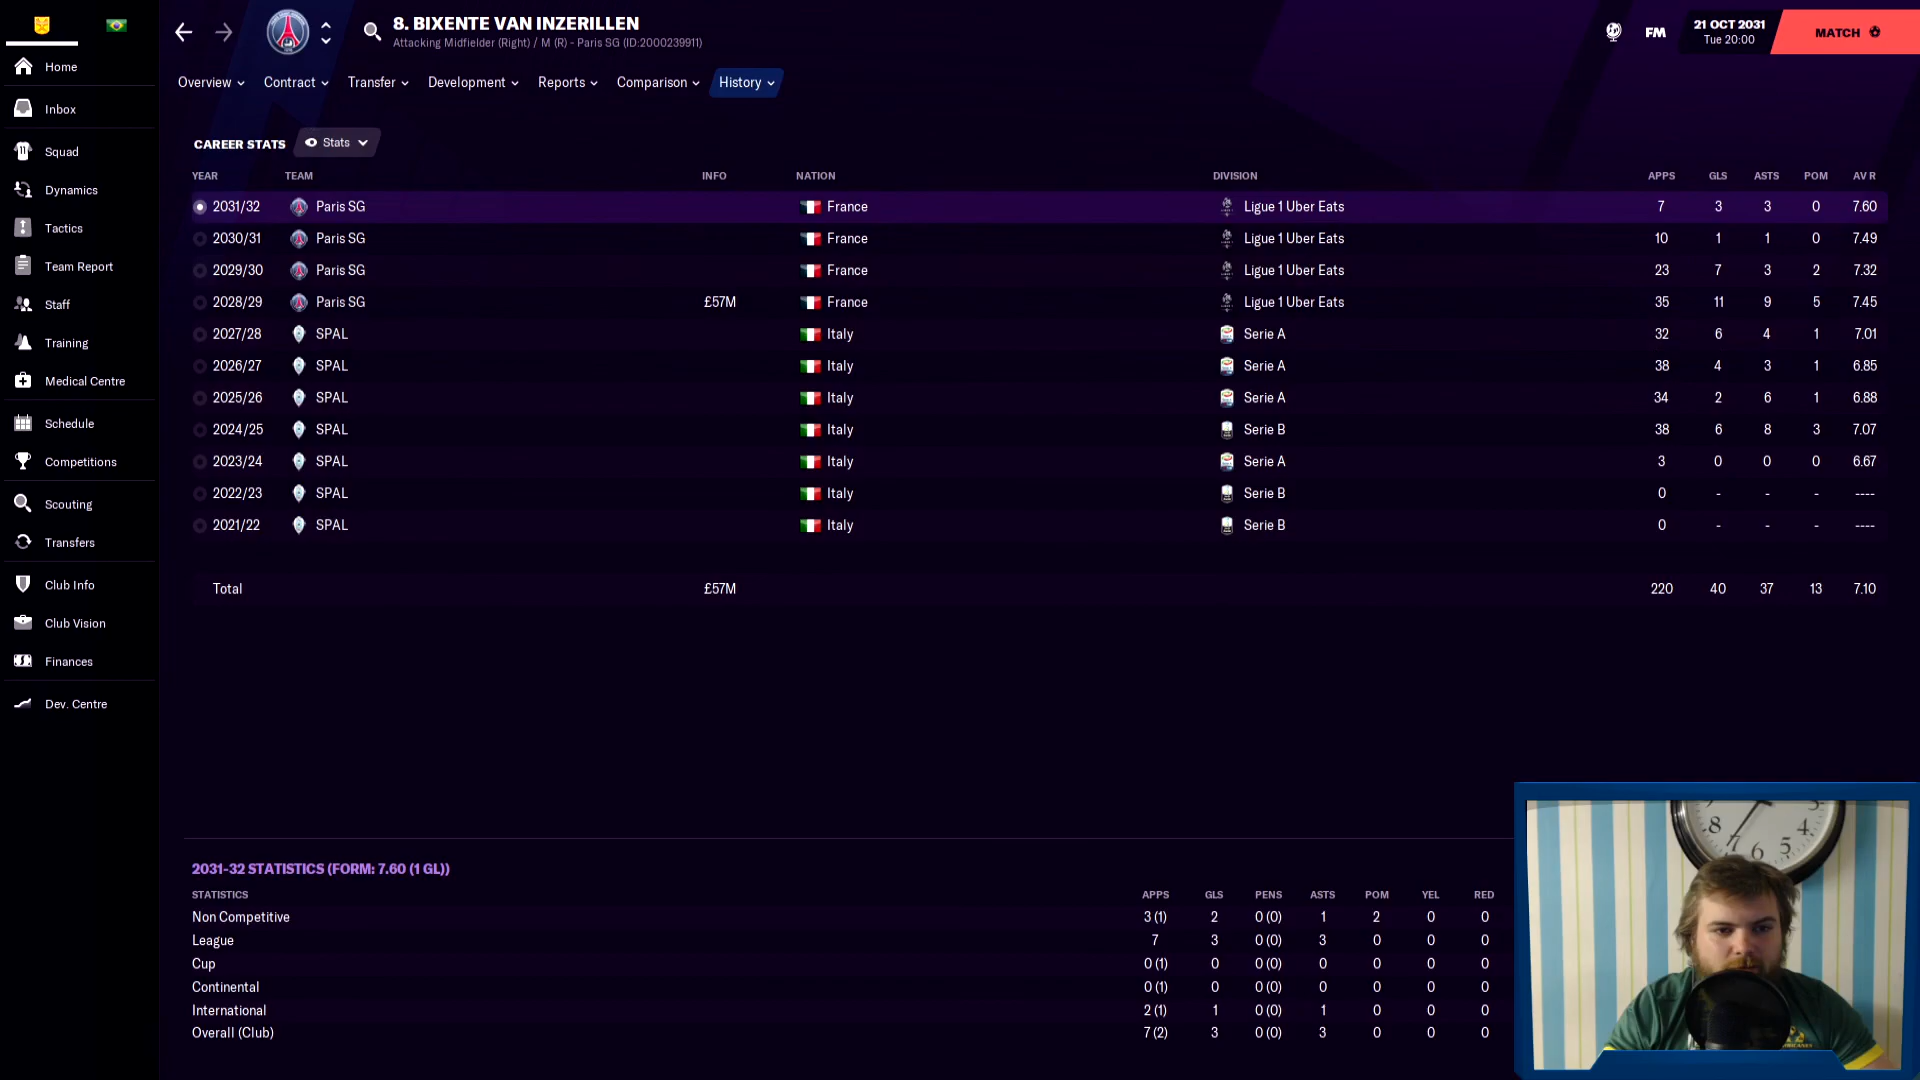 8. BIXENTE VAN INZERILLEN
Attacking Midfielder (Right) / M (R) - Paris SG (ID:2000239911)
FM
21 OCT 2031
Tue 20:00
MATCH
Home
Inbox
Squad
Dynamics
Tactics
Team Report
Staff
Training
Medical Centre
Schedule
Competitions
Scouting
Transfers
Club Info
Club Vision
Finances
Dev. Centre
Overview Contract Transfer Development Reports Comparison History
CAREER STATS Stats
YEAR TEAM INFO NATION DIVISION APPS GLS ASTS POM AV R
2031/32 Paris SG France Ligue 1 Uber Eats 7 3 3 0 7.60
2030/31 Paris SG France Ligue 1 Uber Eats 10 1 1 0 7.49
2029/30 Paris SG France Ligue 1 Uber Eats 23 7 3 2 7.32
2028/29 Paris SG £57M France Ligue 1 Uber Eats 35 11 9 5 7.45
2027/28 SPAL Italy Serie A 32 6 4 1 7.01
2026/27 SPAL Italy Serie A 38 4 3 1 6.85
2025/26 SPAL Italy Serie A 34 2 6 1 6.88
2024/25 SPAL Italy Serie B 38 6 8 3 7.07
2023/24 SPAL Italy Serie A 3 0 0 0 6.67
2022/23 SPAL Italy Serie B 0 - - - ----
2021/22 SPAL Italy Serie B 0 - - - ----
Total £57M 220 40 37 13 7.10
2031-32 STATISTICS (FORM: 7.60 (1 GL))
STATISTICS APPS GLS PENS ASTS POM YEL RED
Non Competitive 3 (1) 2 0 (0) 1 2 0 0
League 7 3 0 (0) 3 0 0 0
Cup 0 (1) 0 0 (0) 0 0 0 0
Continental 0 (1) 0 0 (0) 0 0 0 0
International 2 (1) 1 0 (0) 1 0 0 0
Overall (Club) 7 (2) 3 0 (0) 3 0 0 0
8 7 6 5 4